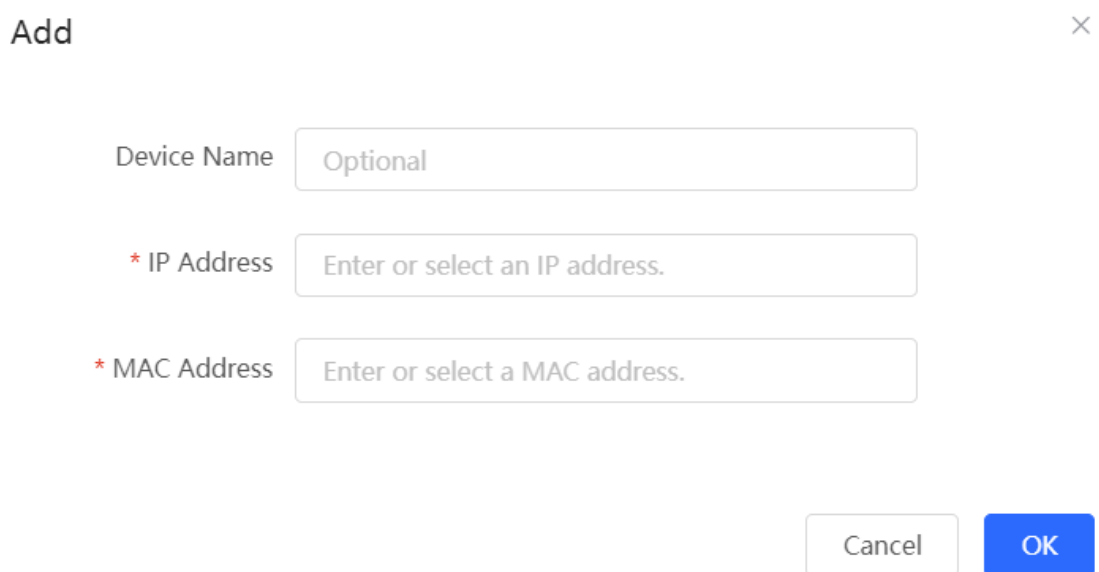 Add
Device Name
Optional
* IP Address
Enter or select an IP address.
* MAC Address
Enter or select a MAC address.
Cancel
OK